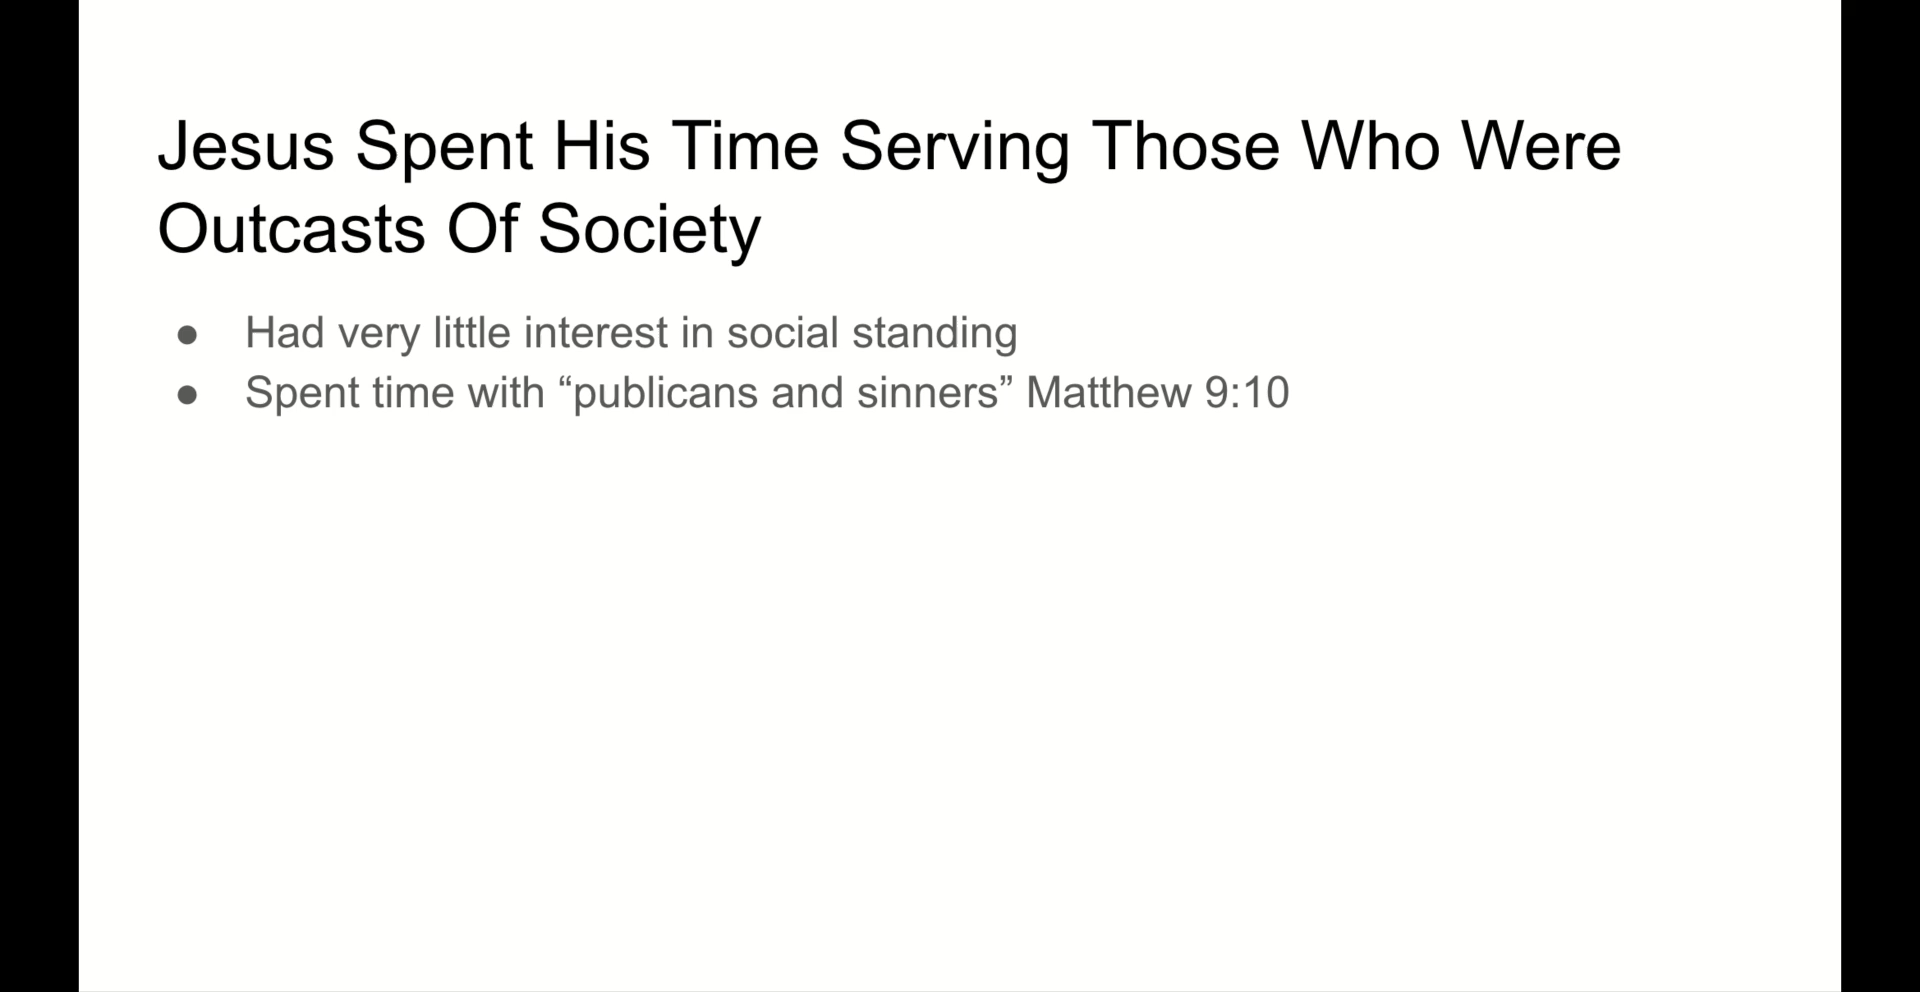 Jesus Spent His Time Serving Those Who Were
Outcasts Of Society
● Had very little interest in social standing
● Spent time with “publicans and sinners” Matthew 9:10